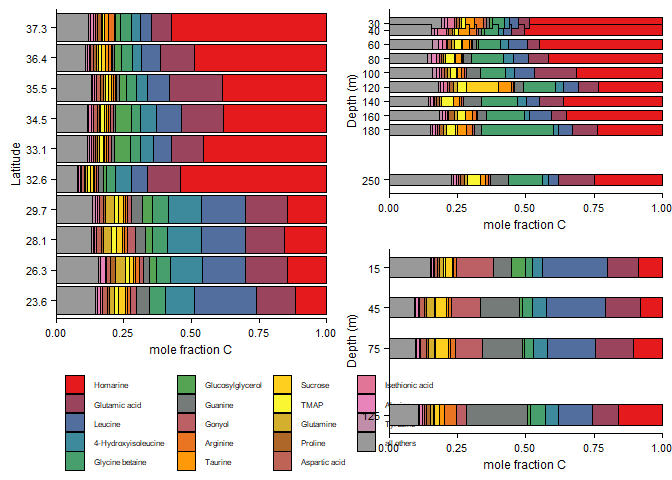 37.3
36.4
35.5
34.5
33.1
32.6
29.7
28.1
26.3
23.6
Latitude
0.00 0.25 0.50 0.75 1.00
mole fraction C
30
40
60
80
100
120
140
160
180
250
Depth (m)
0.00 0.25 0.50 0.75 1.00
mole fraction C
15
45
75
125
Depth (m)
0.00 0.25 0.50 0.75 1.00
mole fraction C
Homarine
Glutamic acid
Leucine
4-Hydroxyisoleucine
Glycine betaine
Glucosylglycerol
Guanine
Gonyol
Arginine
Taurine
Sucrose
TMAP
Glutamine
Proline
Aspartic acid
Isethionic acid
all others